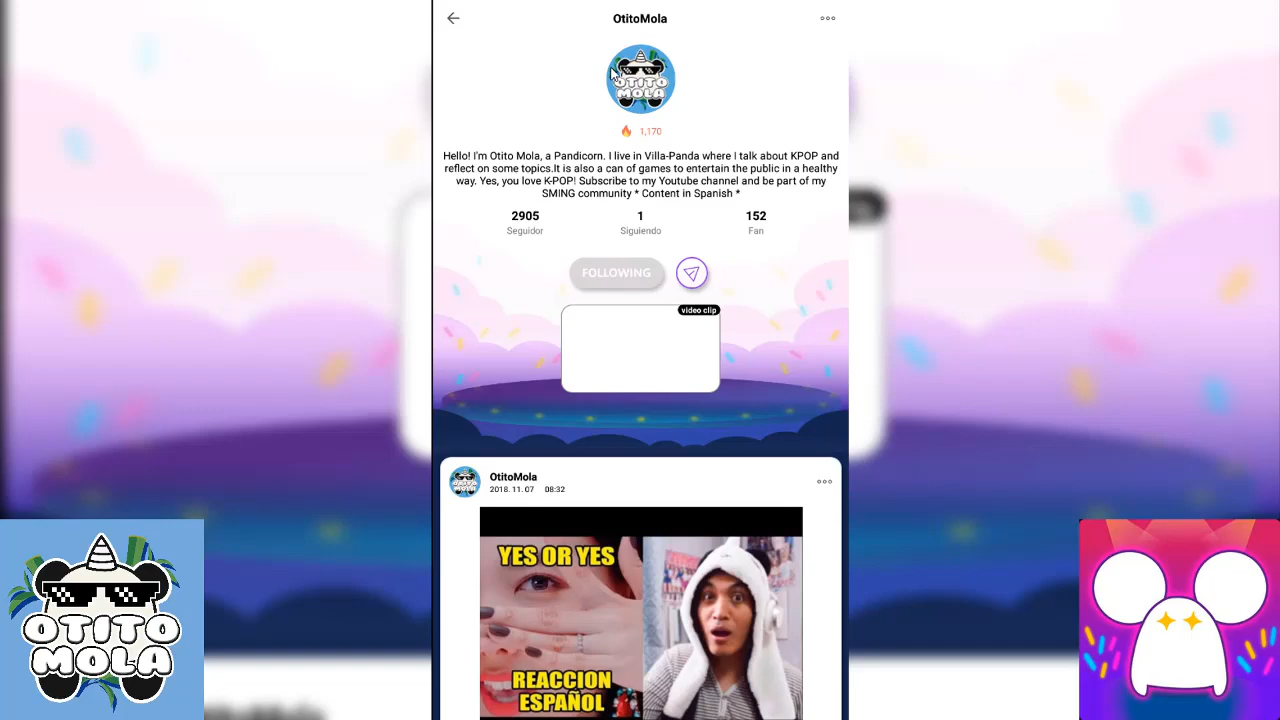 OtitoMola
OTITO
MOLA
1,170
Hello! I'm Otito Mola, a Pandicorn. I live in Villa-Panda where I talk about KPOP and
reflect on some topics.It is also a can of games to entertain the public in a healthy
way. Yes, you love K-POP! Subscribe to my Youtube channel and be part of my
SMING community * Content in Spanish *
2905 1 152
Seguidor Siguiendo Fan
FOLLOWING
video clip
OtitoMola
2018. 11. 07 08:32
YES OR YES
REACCION
ESPAÑOL
OTITO
MOLA